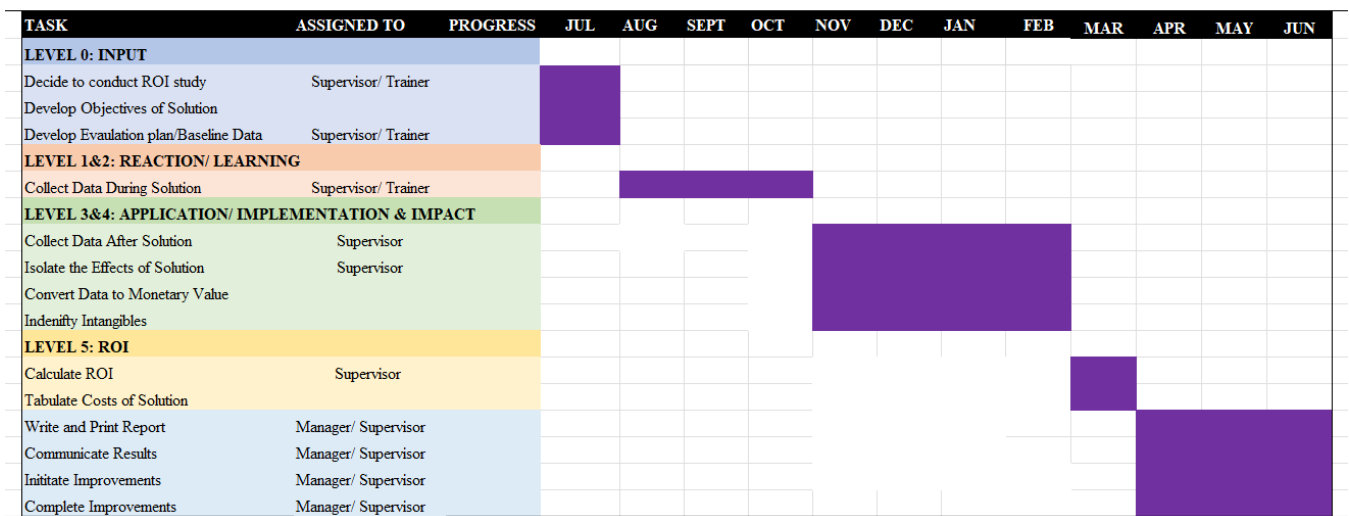 TASK ASSIGNED TO PROGRESS JUL AUG SEPT OCT NOV DEC JAN FEB MAR APR MAY JUN
LEVEL 0: INPUT
Decide to conduct ROI study Supervisor/ Trainer
Develop Objectives of Solution
Develop Evaulation plan/Baseline Data Supervisor/ Trainer
LEVEL 1&2: REACTION/ LEARNING
Collect Data During Solution Supervisor/ Trainer
LEVEL 3&4: APPLICATION/ IMPLEMENTATION & IMPACT
Collect Data After Solution Supervisor
Isolate the Effects of Solution Supervisor
Convert Data to Monetary Value
Indenifty Intangibles
LEVEL 5: ROI
Calculate ROI Supervisor
Tabulate Costs of Solution
Write and Print Report Manager/ Supervisor
Communicate Results Manager/ Supervisor
Inititate Improvements Manager/ Supervisor
Complete Improvements Manager/ Supervisor